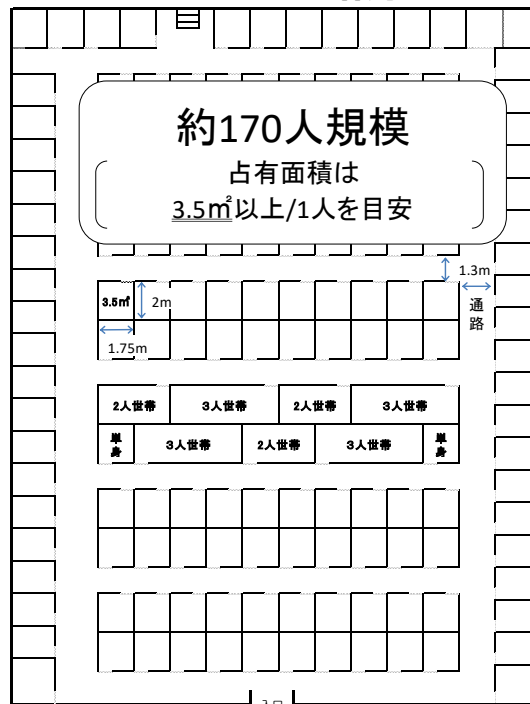 約170人規模
占有面積は
3.5㎡以上/1人を目安
1.3m
3.5㎡
2m
通路
1.75m
2人世帯
3人世帯
2人世帯
3人世帯
単身
3人世帯
2人世帯
3人世帯
単身